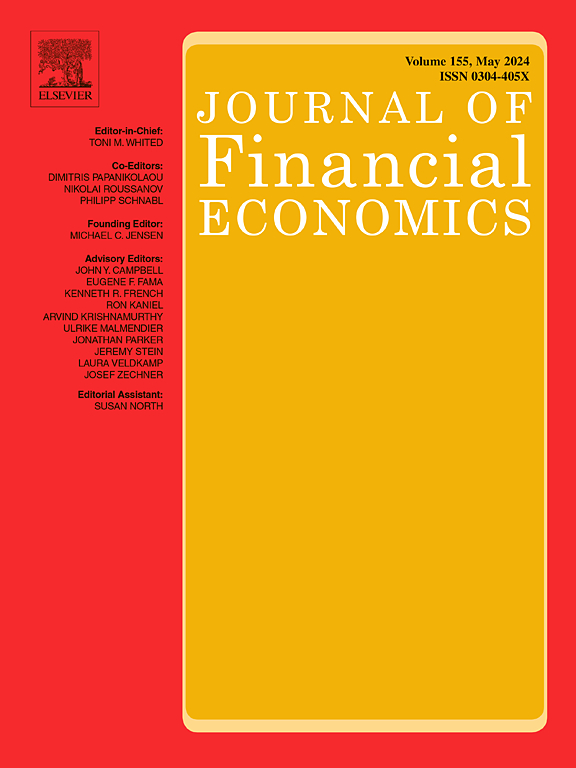 ELSEVIER
Editor-in-Chief:
TONI M. WHITED
Co-Editors:
DIMITRIS PAPANIKOLAOU
NIKOLAI ROUSSANOV
PHILIPP SCHNABL
Founding Editor:
MICHAEL C. JENSEN
Advisory Editors:
JOHN Y. CAMPBELL
EUGENE F. FAMA
KENNETH R. FRENCH
RON KANIEL
ARVIND KRISHNAMURTHY
ULRIKE MALMENDIER
JONATHAN PARKER
JEREMY STEIN
LAURA VELDKAMP
JOSEF ZECHNER
Editorial Assistant:
SUSAN NORTH
Volume 155, May 2024
ISSN 0304-405X
JOURNAL OF
Financial
ECONOMICS